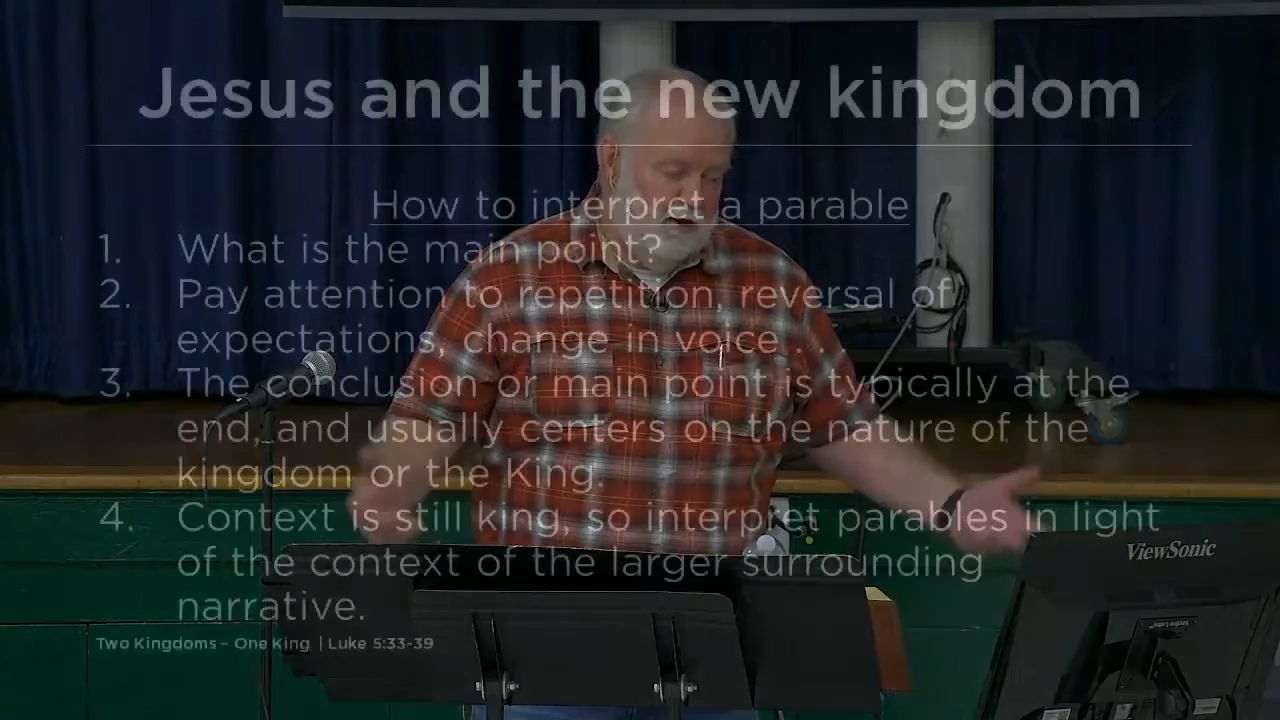 Jesus and the new kingdom
How to interpret a parable
1. What is the main point?
2. Pay attention to repetition, reversal of
expectations, change in voice . . .
3. The conclusion or main point is typically at the
end, and usually centers on the nature of the
kingdom or the King.
4. Context is still king, so interpret parables in light
of the context of the larger surrounding
narrative.
Two Kingdoms – One King | Luke 5:33-39
ViewSonic